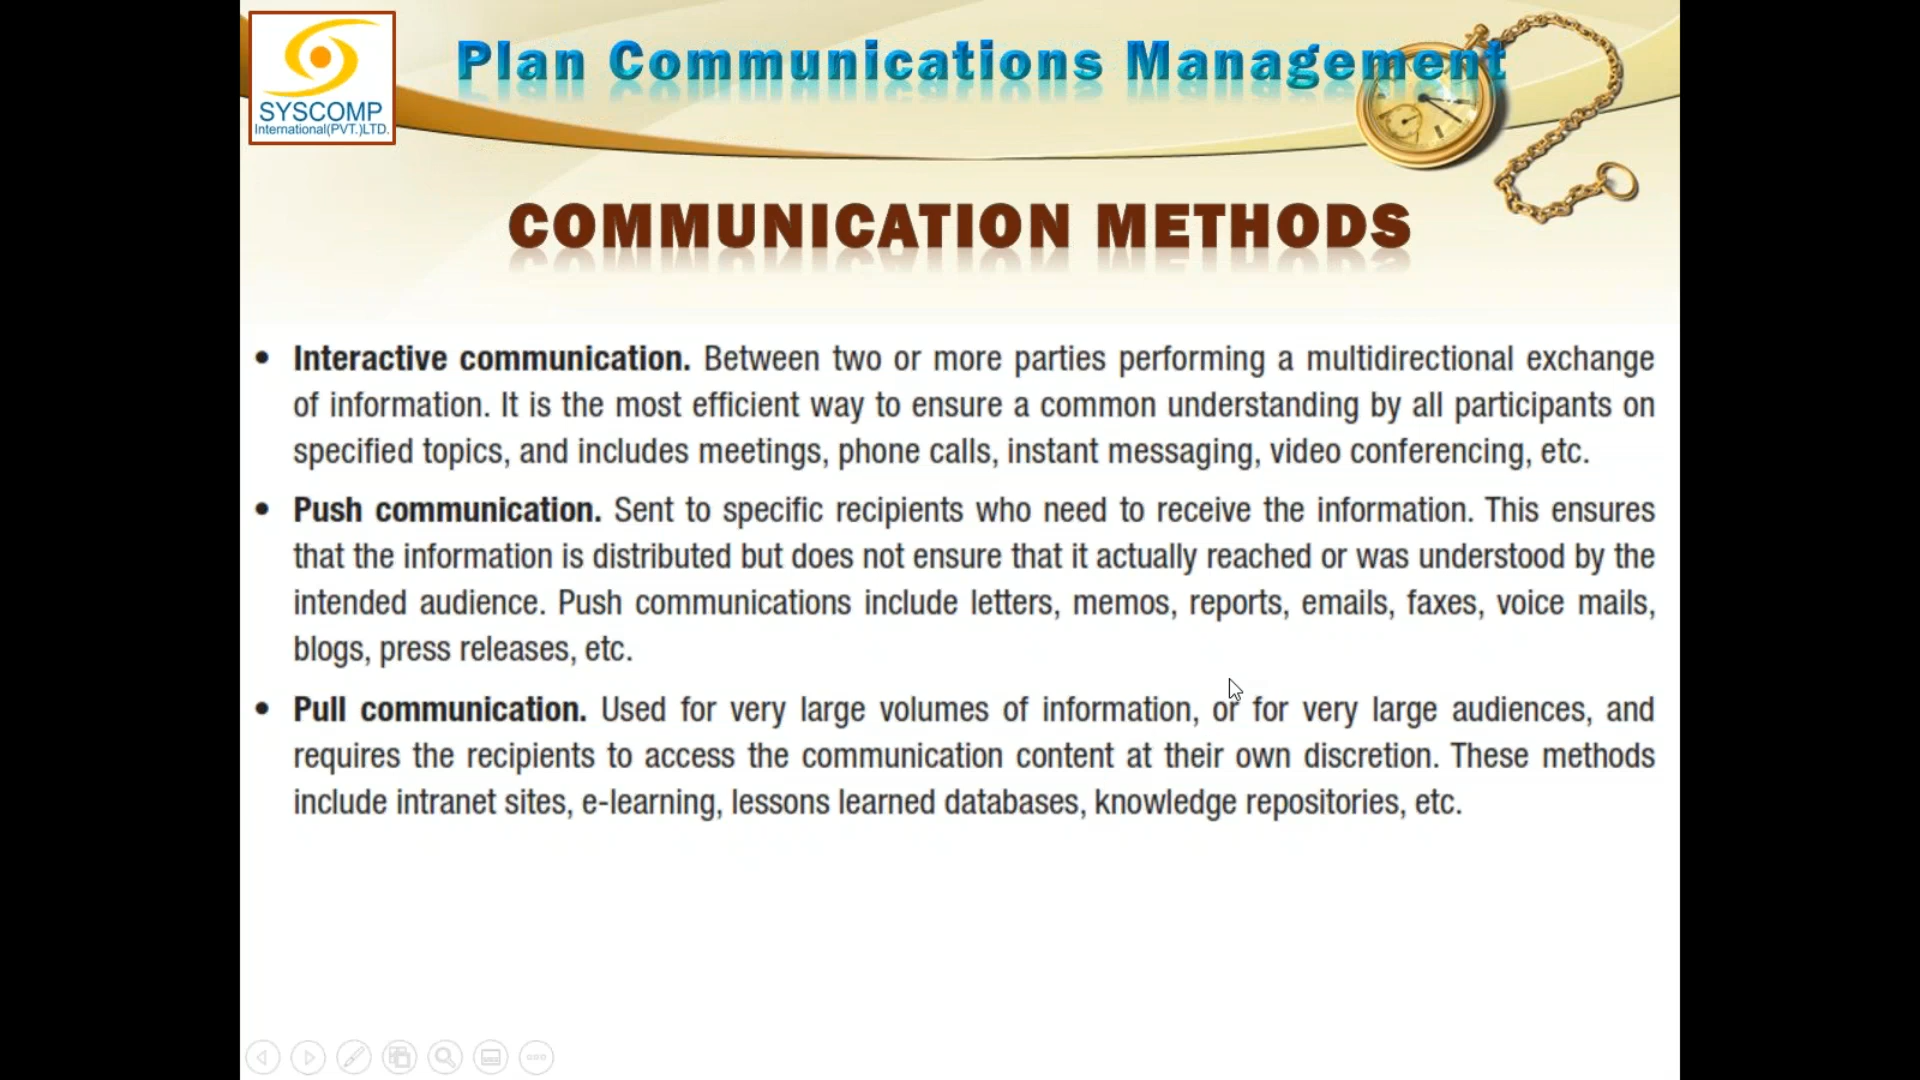 SYSCOMP
International(PVT.)LTD.
Plan Communications Management
COMMUNICATION METHODS
• Interactive communication. Between two or more parties performing a multidirectional exchange
of information. It is the most efficient way to ensure a common understanding by all participants on
specified topics, and includes meetings, phone calls, instant messaging, video conferencing, etc.
• Push communication. Sent to specific recipients who need to receive the information. This ensures
that the information is distributed but does not ensure that it actually reached or was understood by the
intended audience. Push communications include letters, memos, reports, emails, faxes, voice mails,
blogs, press releases, etc.
• Pull communication. Used for very large volumes of information, or for very large audiences, and
requires the recipients to access the communication content at their own discretion. These methods
include intranet sites, e-learning, lessons learned databases, knowledge repositories, etc.